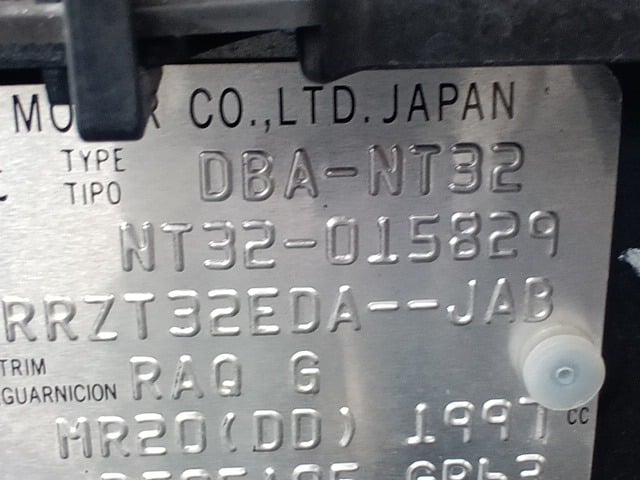 CO.,LTD. JAPAN
TYPE DBA-NT32
TIPO
NT32-015829
RRZT32EDA--JAB
TRIM
GUARNICION RAQ G
MR20(DD) 1997 CC